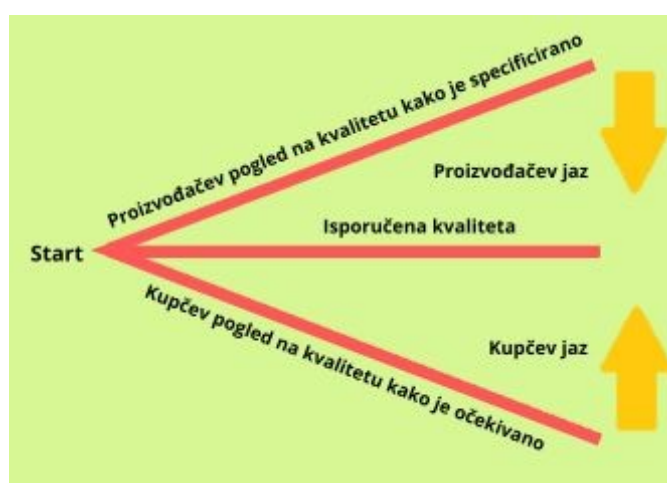 Proizvođačev pogled na kvalitetu kako je specificirano
Proizvođačev jaz
Isporučena kvaliteta
Start
Kupčev pogled na kvalitetu kako je očekivano
Kupčev jaz